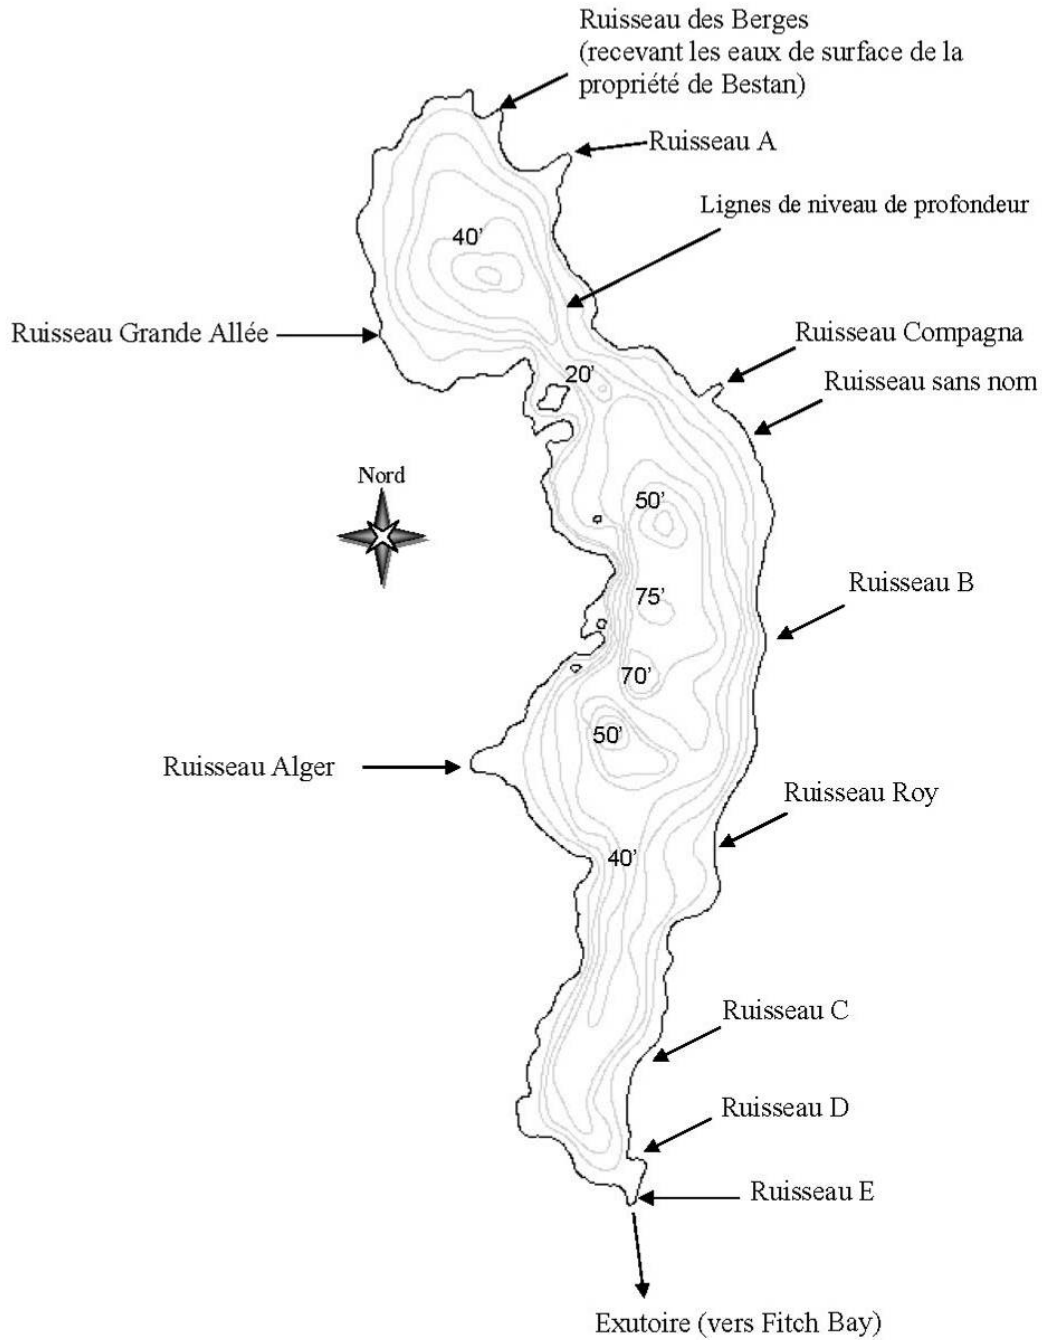 Ruisseau des Berges
(recevant les eaux de surface de la
propriété de Bestan)
Ruisseau A
Lignes de niveau de profondeur
40'
Ruisseau Grande Allée
Ruisseau Compagna
20'
Ruisseau sans nom
Nord
50'
Ruisseau B
75'
70'
50'
Ruisseau Alger
Ruisseau Roy
40'
Ruisseau C
Ruisseau D
Ruisseau E
Exutoire (vers Fitch Bay)